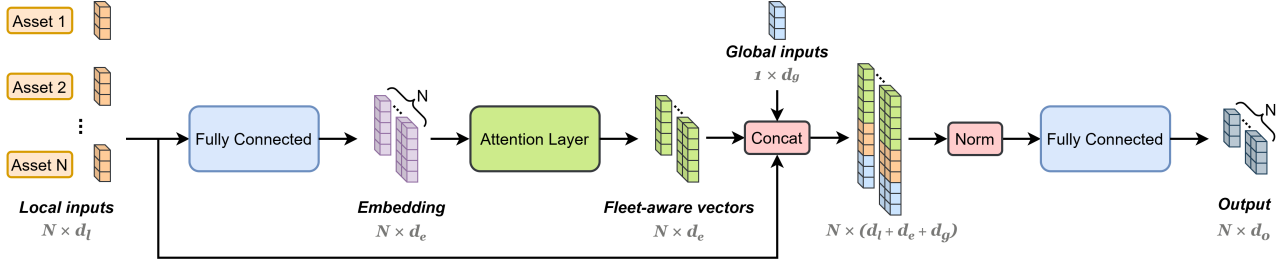 Asset 1
Asset 2
⋮
Asset N
Local inputs
N × d_l
Fully Connected
N
Embedding
N × d_e
Attention Layer
Fleet-aware vectors
N × d_e
Global inputs
1 × d_g
Concat
N × (d_l + d_e + d_g)
Norm
Fully Connected
N
Output
N × d_o